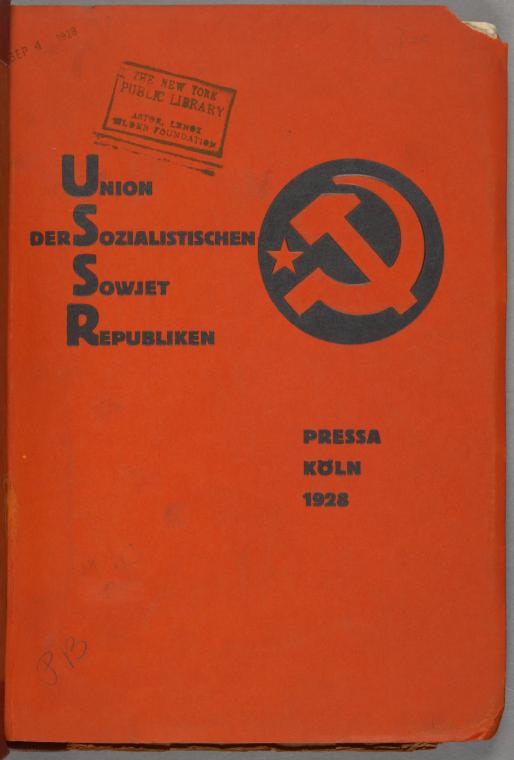 SEP 4 1928
THE NEW YORK
PUBLIC LIBRARY
ASTOR, LENOX
TILDEN FOUNDATION
UNION
DER SOZIALISTISCHEN
SOWJET
REPUBLIKEN
PRESSA
KÖLN
1928
PB